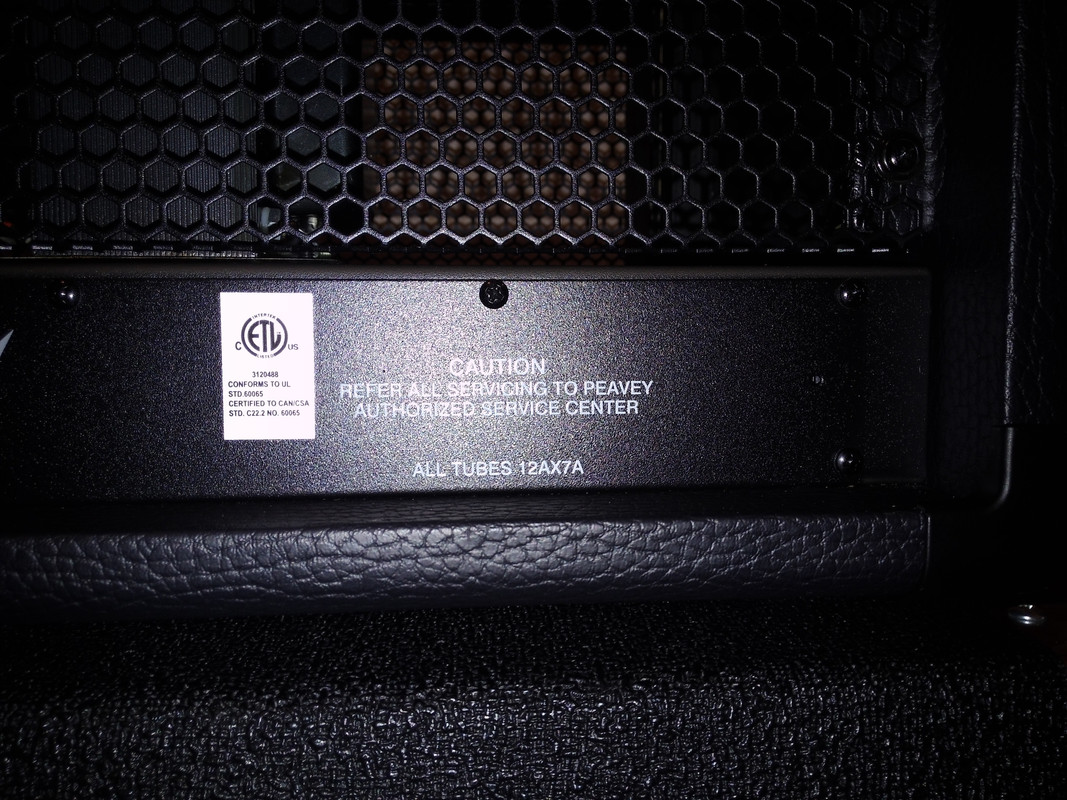 INTERTEK
C ETL US
LISTED
3120488
CONFORMS TO UL
STD.60065
CERTIFIED TO CAN/CSA
STD. C22.2 NO. 60065
CAUTION
REFER ALL SERVICING TO PEAVEY
AUTHORIZED SERVICE CENTER
ALL TUBES 12AX7A